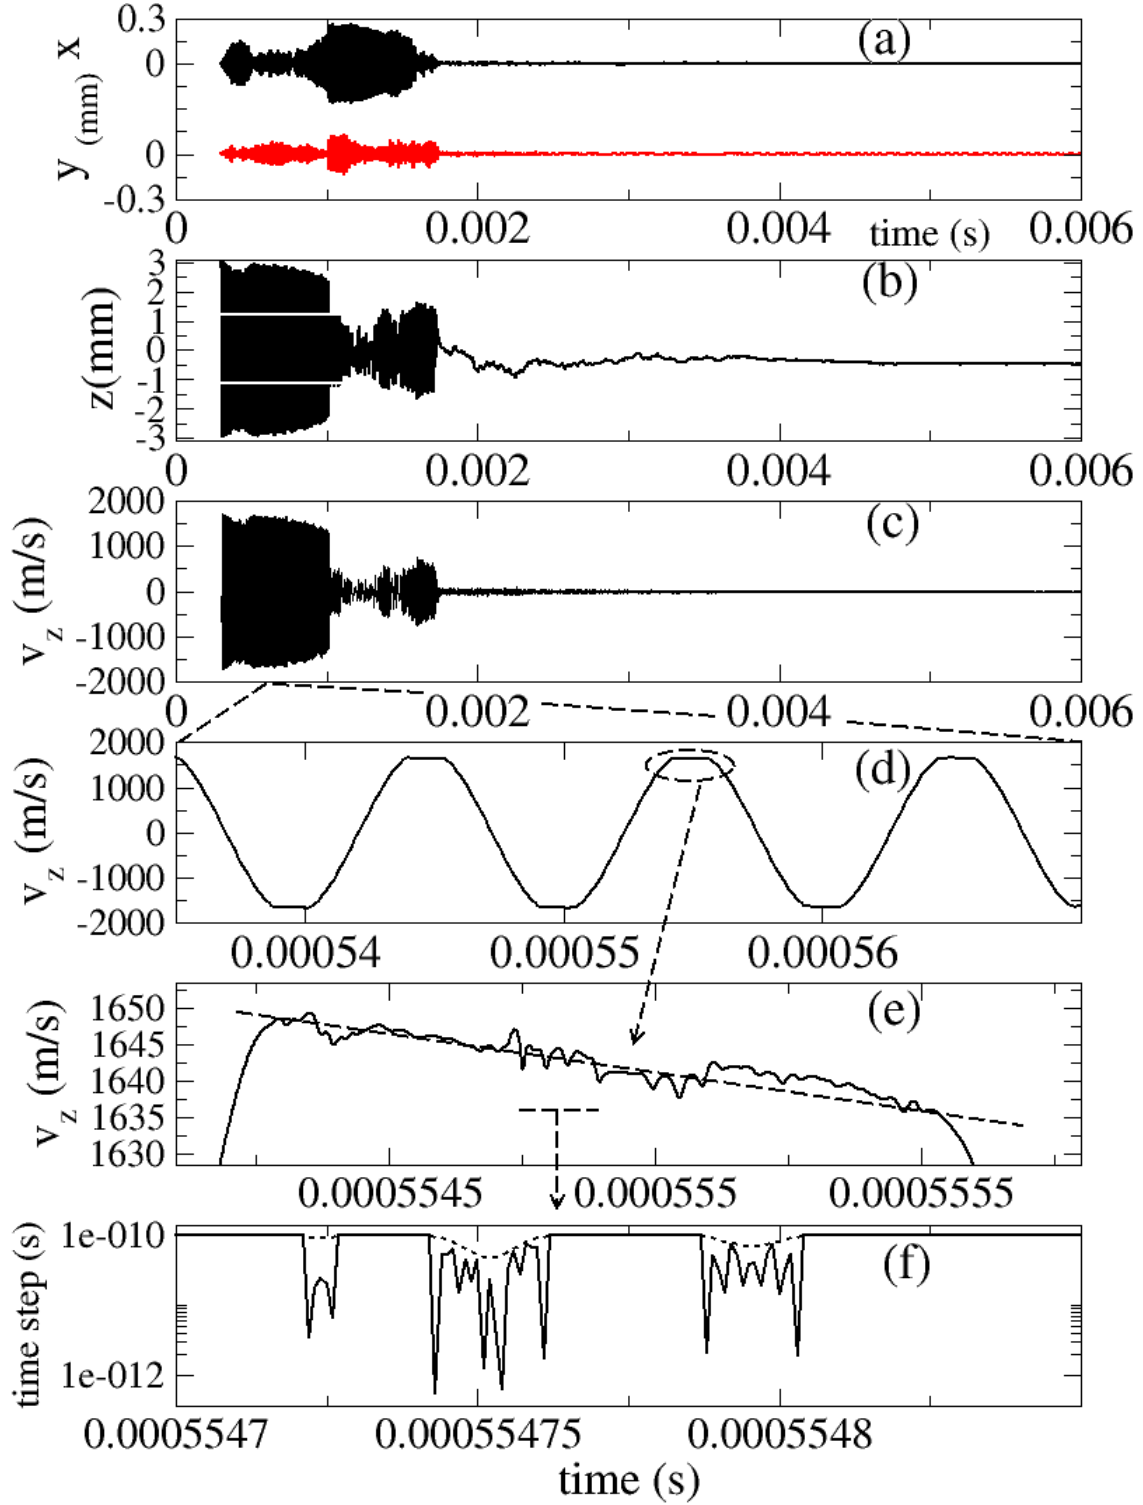 0.3
(a)
x
0
y (mm)
0
-0.3
0 0.002 0.004 time (s) 0.006
3
(b)
2
1
0
z(mm)
-1
-2
-3
0 0.002 0.004 0.006
2000
(c)
1000
0
v_z (m/s)
-1000
-2000
0 0.002 0.004 0.006
2000
(d)
1000
0
v_z (m/s)
-1000
-2000
0.00054 0.00055 0.00056
1650
(e)
1645
1640
v_z (m/s)
1635
1630
0.0005545 0.000555 0.0005555
1e-010
(f)
time step (s)
1e-012
0.0005547 0.00055475 0.0005548
time (s)